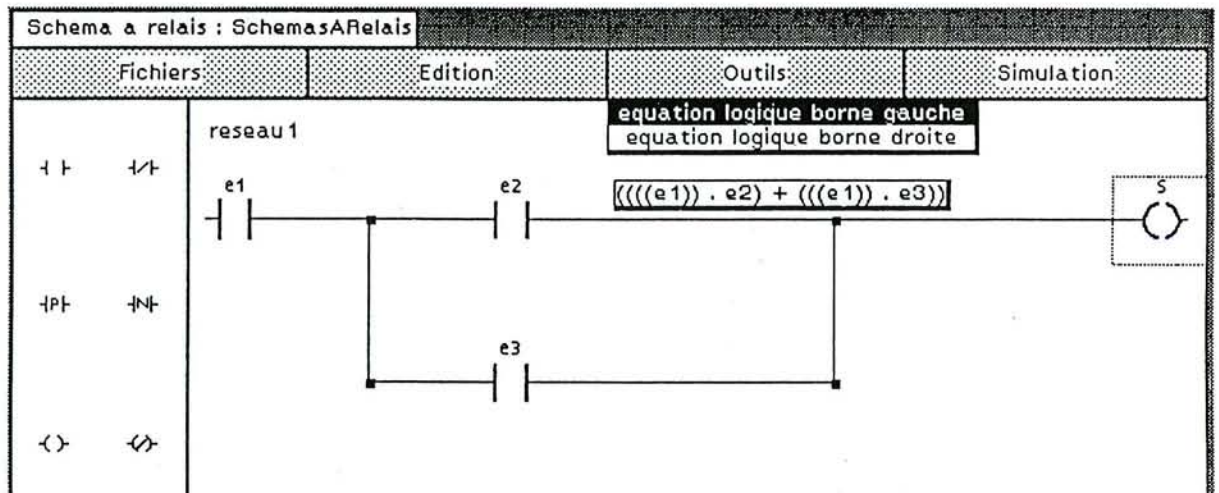 Schema a relais : SchemasARelais
Fichiers Edition Outils Simulation
equation logique borne gauche
equation logique borne droite
reseau1
e1 e2 ((((e1)) . e2) + (((e1)) . e3)) S
P N
e3